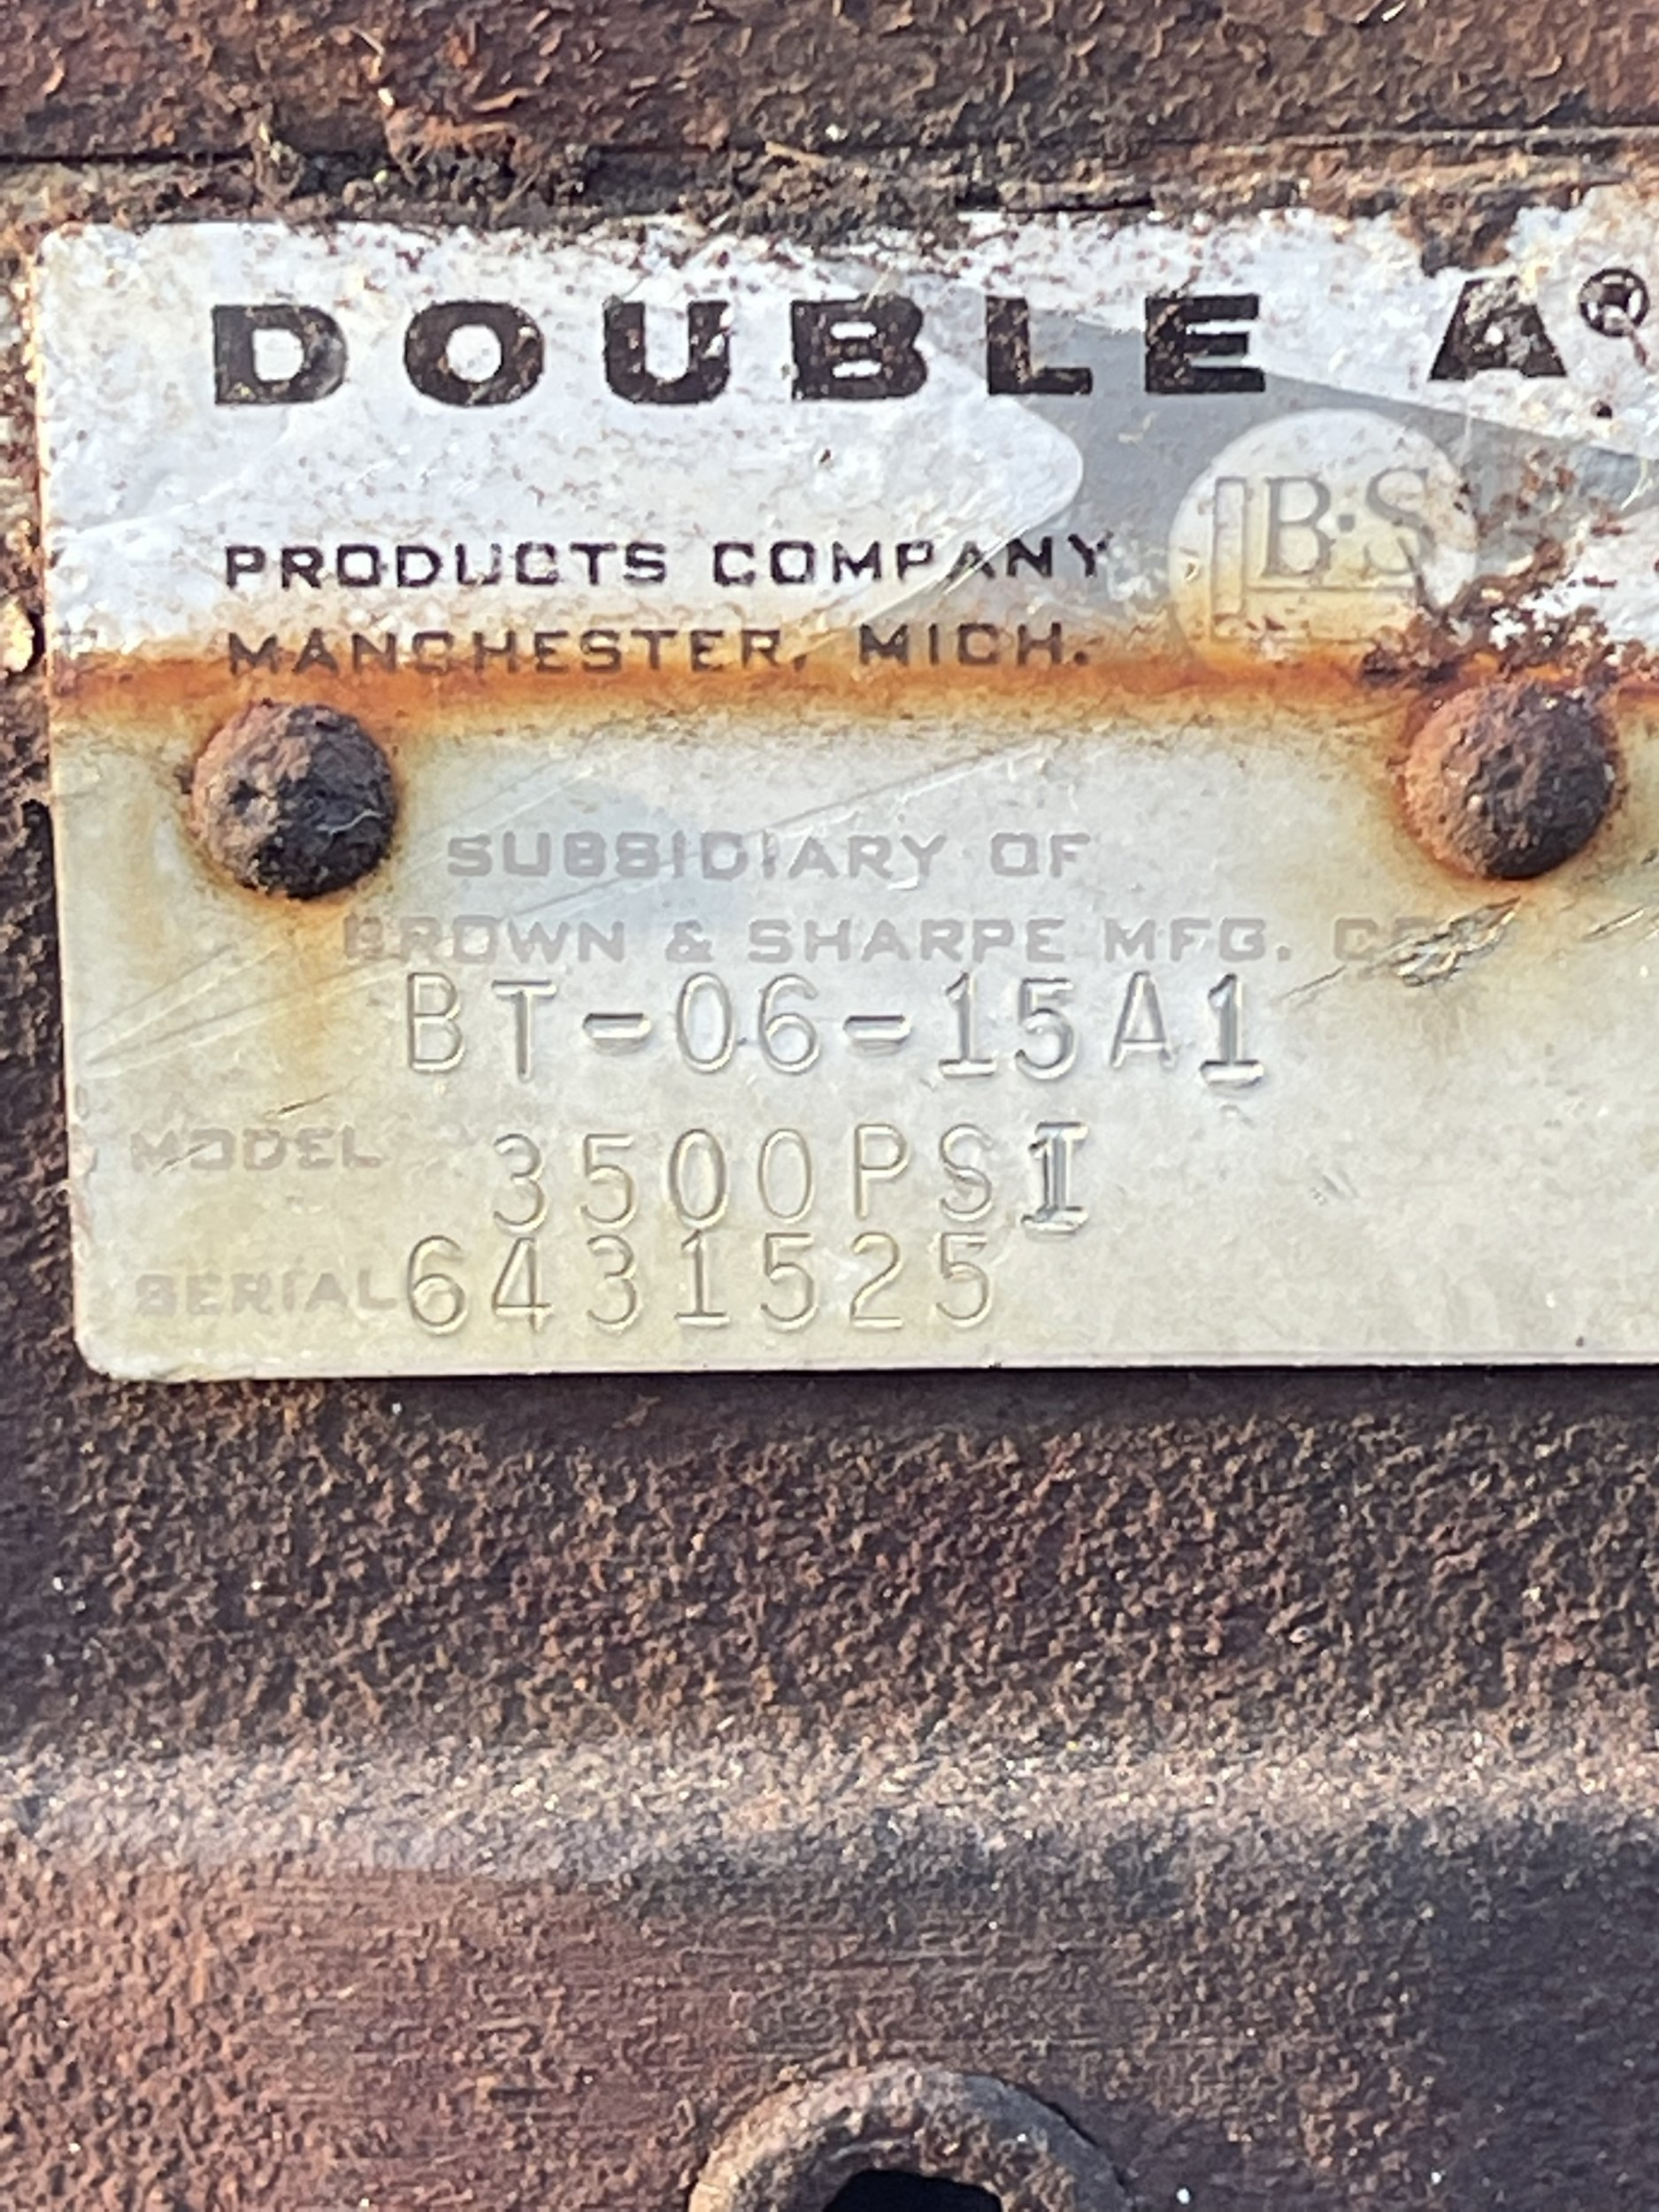 DOUBLE A®
PRODUCTS COMPANY
MANCHESTER, MICH.
B·S
SUBSIDIARY OF
BROWN & SHARPE MFG. CO
BT-06-15A1
MODEL 3500PSI
SERIAL 6431525